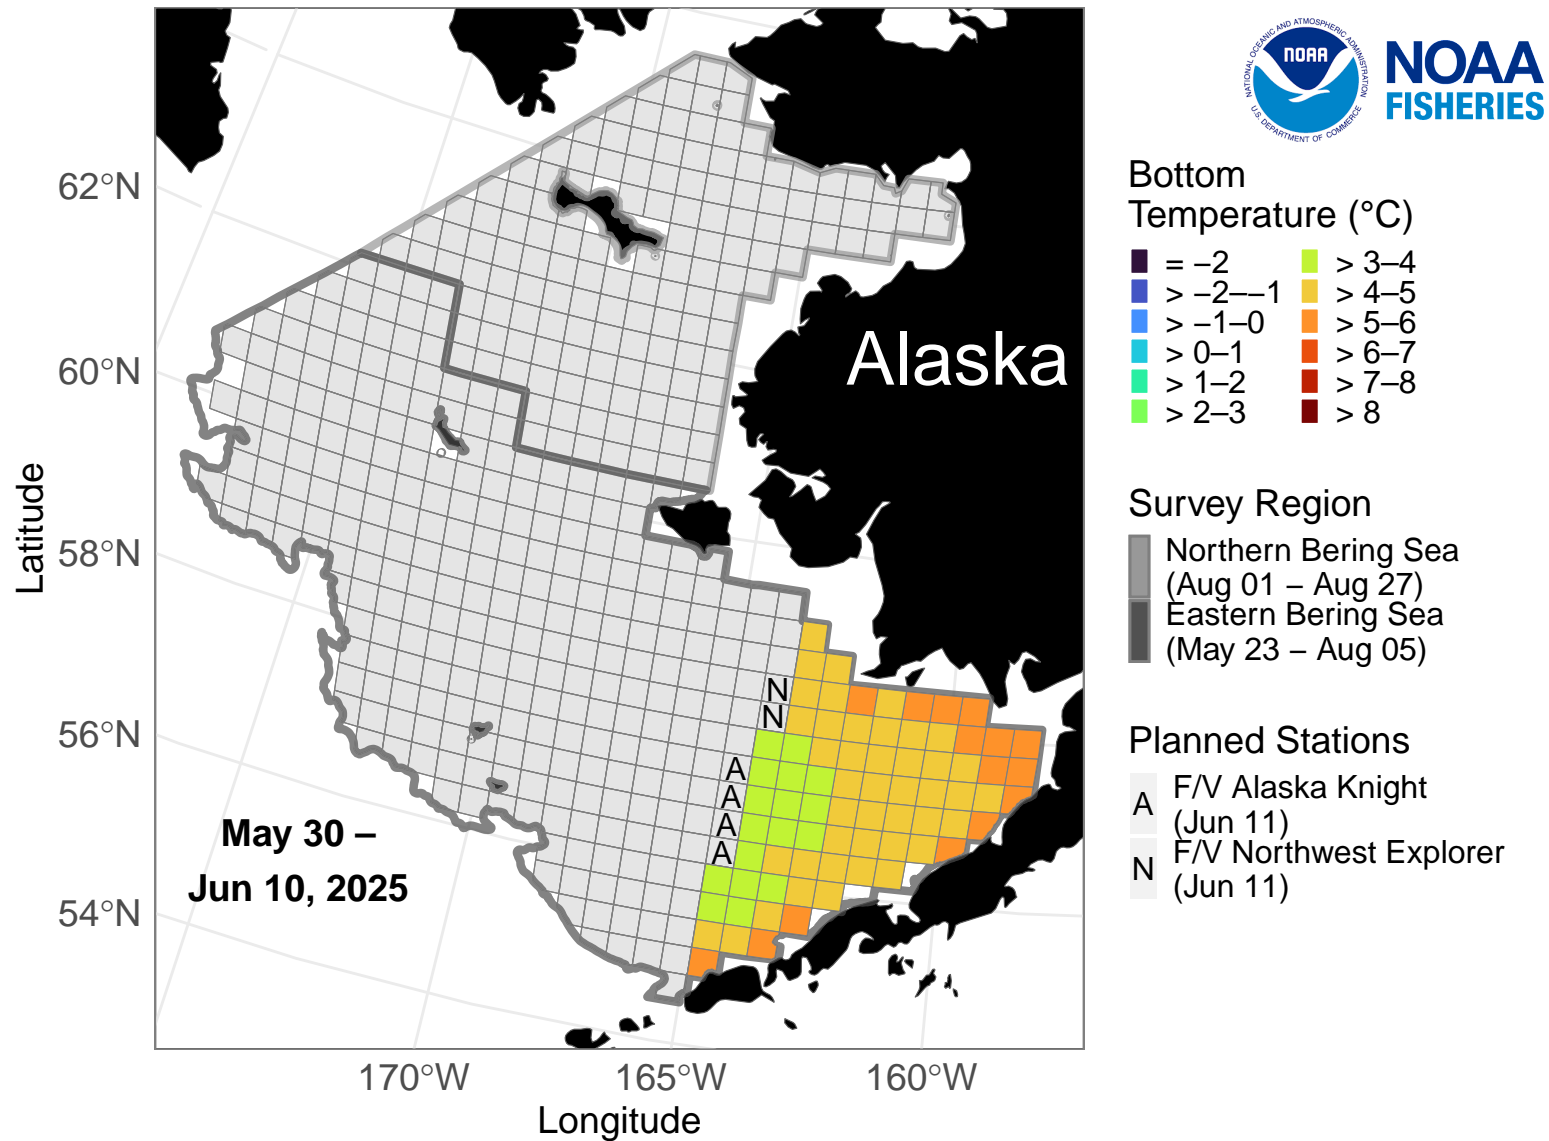 NATIONAL OCEANIC AND ATMOSPHERIC ADMINISTRATION
NOAA
U.S. DEPARTMENT OF COMMERCE
NOAA
FISHERIES
Bottom
Temperature (°C)
= −2
> −2−−1
> −1−0
> 0−1
> 1−2
> 2−3
> 3−4
> 4−5
> 5−6
> 6−7
> 7−8
> 8
Survey Region
Northern Bering Sea
(Aug 01 − Aug 27)
Eastern Bering Sea
(May 23 − Aug 05)
Planned Stations
A F/V Alaska Knight
(Jun 11)
N F/V Northwest Explorer
(Jun 11)
Alaska
N
N
A
A
A
A
May 30 –
Jun 10, 2025
Latitude
62°N
60°N
58°N
56°N
54°N
170°W 165°W 160°W
Longitude